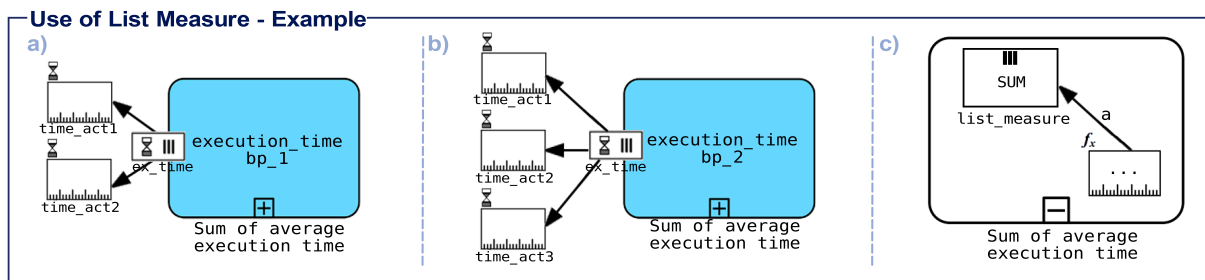 Use of List Measure - Example
a)
time_act1
time_act2
ex_time
execution_time
bp_1
Sum of average
execution time
b)
time_act1
time_act2
time_act3
ex_time
execution_time
bp_2
Sum of average
execution time
c)
SUM
list_measure
a
fx
...
Sum of average
execution time